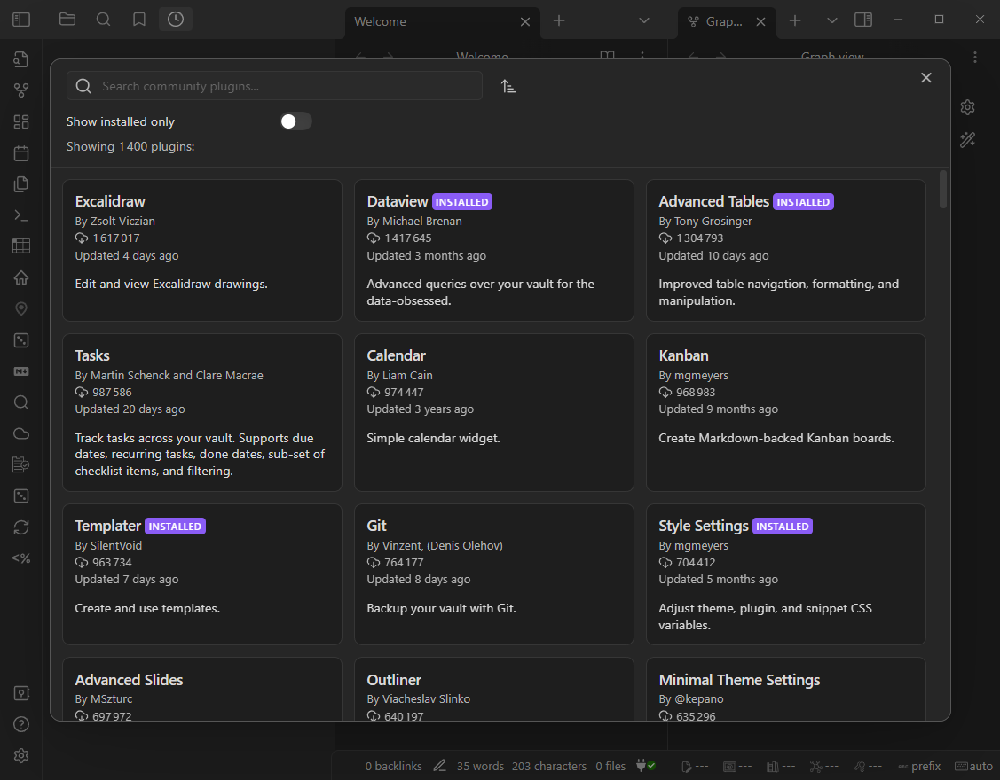 Welcome
Grap...
Welcome
Graph view
Search community plugins...
Show installed only
Showing 1 400 plugins:
Excalidraw
By Zsolt Viczian
1 617 017
Updated 4 days ago
Edit and view Excalidraw drawings.
Dataview INSTALLED
By Michael Brenan
1 417 645
Updated 3 months ago
Advanced queries over your vault for the
data-obsessed.
Advanced Tables INSTALLED
By Tony Grosinger
1 304 793
Updated 10 days ago
Improved table navigation, formatting, and
manipulation.
Tasks
By Martin Schenck and Clare Macrae
987 586
Updated 20 days ago
Track tasks across your vault. Supports due
dates, recurring tasks, done dates, sub-set of
checklist items, and filtering.
Calendar
By Liam Cain
974 447
Updated 3 years ago
Simple calendar widget.
Kanban
By mgmeyers
968 983
Updated 9 months ago
Create Markdown-backed Kanban boards.
Templater INSTALLED
By SilentVoid
963 734
Updated 7 days ago
Create and use templates.
Git
By Vinzent, (Denis Olehov)
764 177
Updated 8 days ago
Backup your vault with Git.
Style Settings INSTALLED
By mgmeyers
704 412
Updated 5 months ago
Adjust theme, plugin, and snippet CSS
variables.
Advanced Slides
By MSzturc
697 972
Outliner
By Viacheslav Slinko
640 197
Minimal Theme Settings
By @kepano
635 296
<%
0 backlinks 35 words 203 characters 0 files --- --- --- --- --- prefix auto